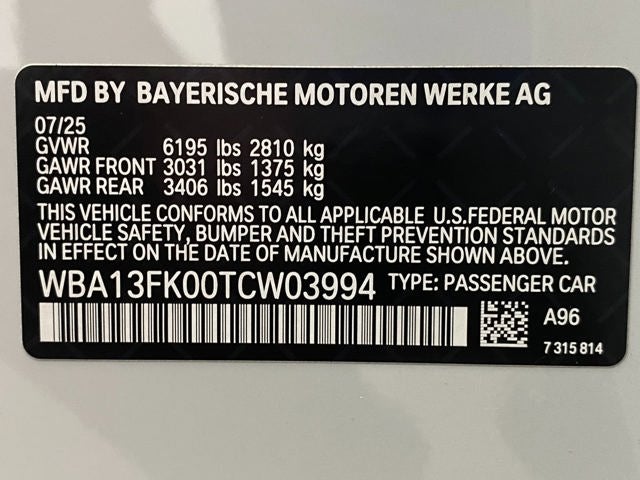 MFD BY BAYERISCHE MOTOREN WERKE AG
07/25
GVWR 6195 lbs 2810 kg
GAWR FRONT 3031 lbs 1375 kg
GAWR REAR 3406 lbs 1545 kg
THIS VEHICLE CONFORMS TO ALL APPLICABLE U.S.FEDERAL MOTOR
VEHICLE SAFETY, BUMPER AND THEFT PREVENTION STANDARDS
IN EFFECT ON THE DATE OF MANUFACTURE SHOWN ABOVE.
WBA13FK00TCW03994 TYPE: PASSENGER CAR
A96
7 315 814